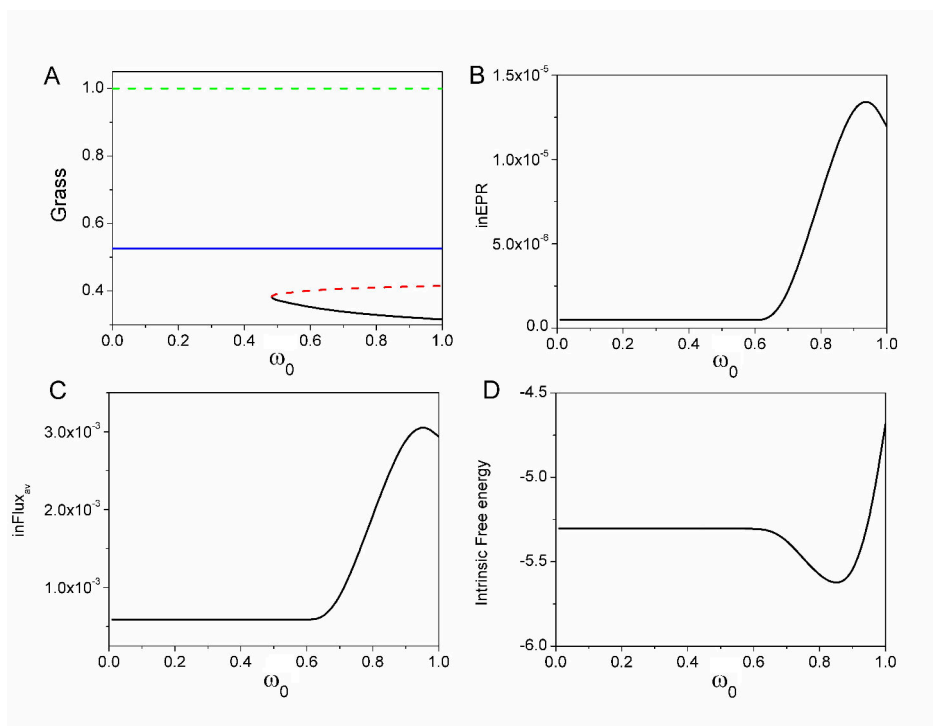 A
Grass
1.0
0.8
0.6
0.4
0.0 0.2 0.4 0.6 0.8 1.0
ω0
B
inEPR
1.5x10-5
1.0x10-5
5.0x10-6
0.0
0.0 0.2 0.4 0.6 0.8 1.0
ω0
C
inFluxav
3.0x10-3
2.0x10-3
1.0x10-3
0.0 0.2 0.4 0.6 0.8 1.0
ω0
D
Intrinsic Free energy
-4.5
-5.0
-5.5
-6.0
0.0 0.2 0.4 0.6 0.8 1.0
ω0